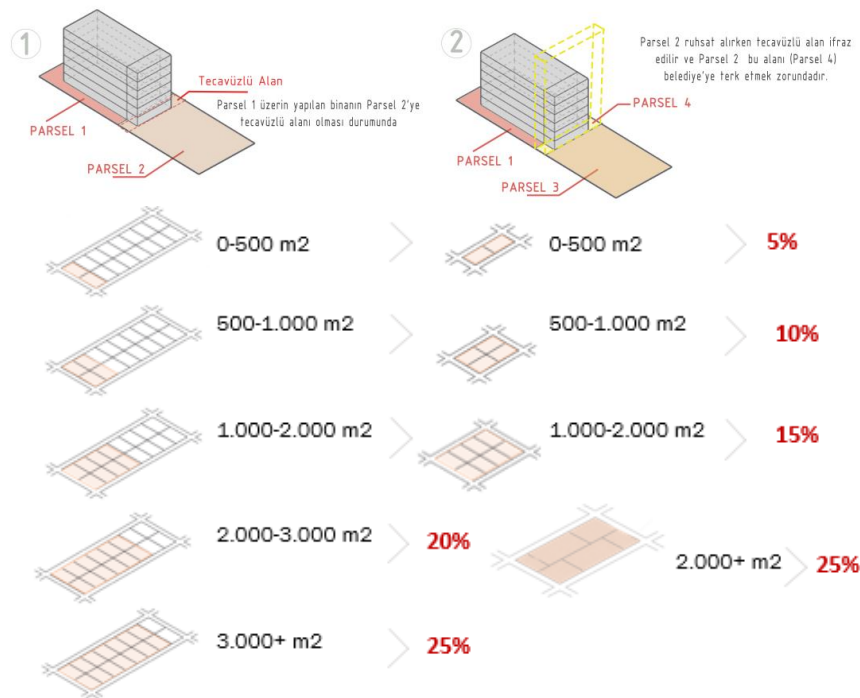 1
Tecavüzlü Alan
Parsel 1 üzerin yapılan binanın Parsel 2'ye
tecavüzlü alanı olması durumunda
PARSEL 1
PARSEL 2
2
Parsel 2 ruhsat alırken tecavüzlü alan ifraz
edilir ve Parsel 2 bu alanı (Parsel 4)
belediye'ye terk etmek zorundadır.
PARSEL 4
PARSEL 1
PARSEL 3
0-500 m2
0-500 m2
5%
500-1.000 m2
500-1.000 m2
10%
1.000-2.000 m2
1.000-2.000 m2
15%
2.000-3.000 m2
20%
2.000+ m2
25%
3.000+ m2
25%